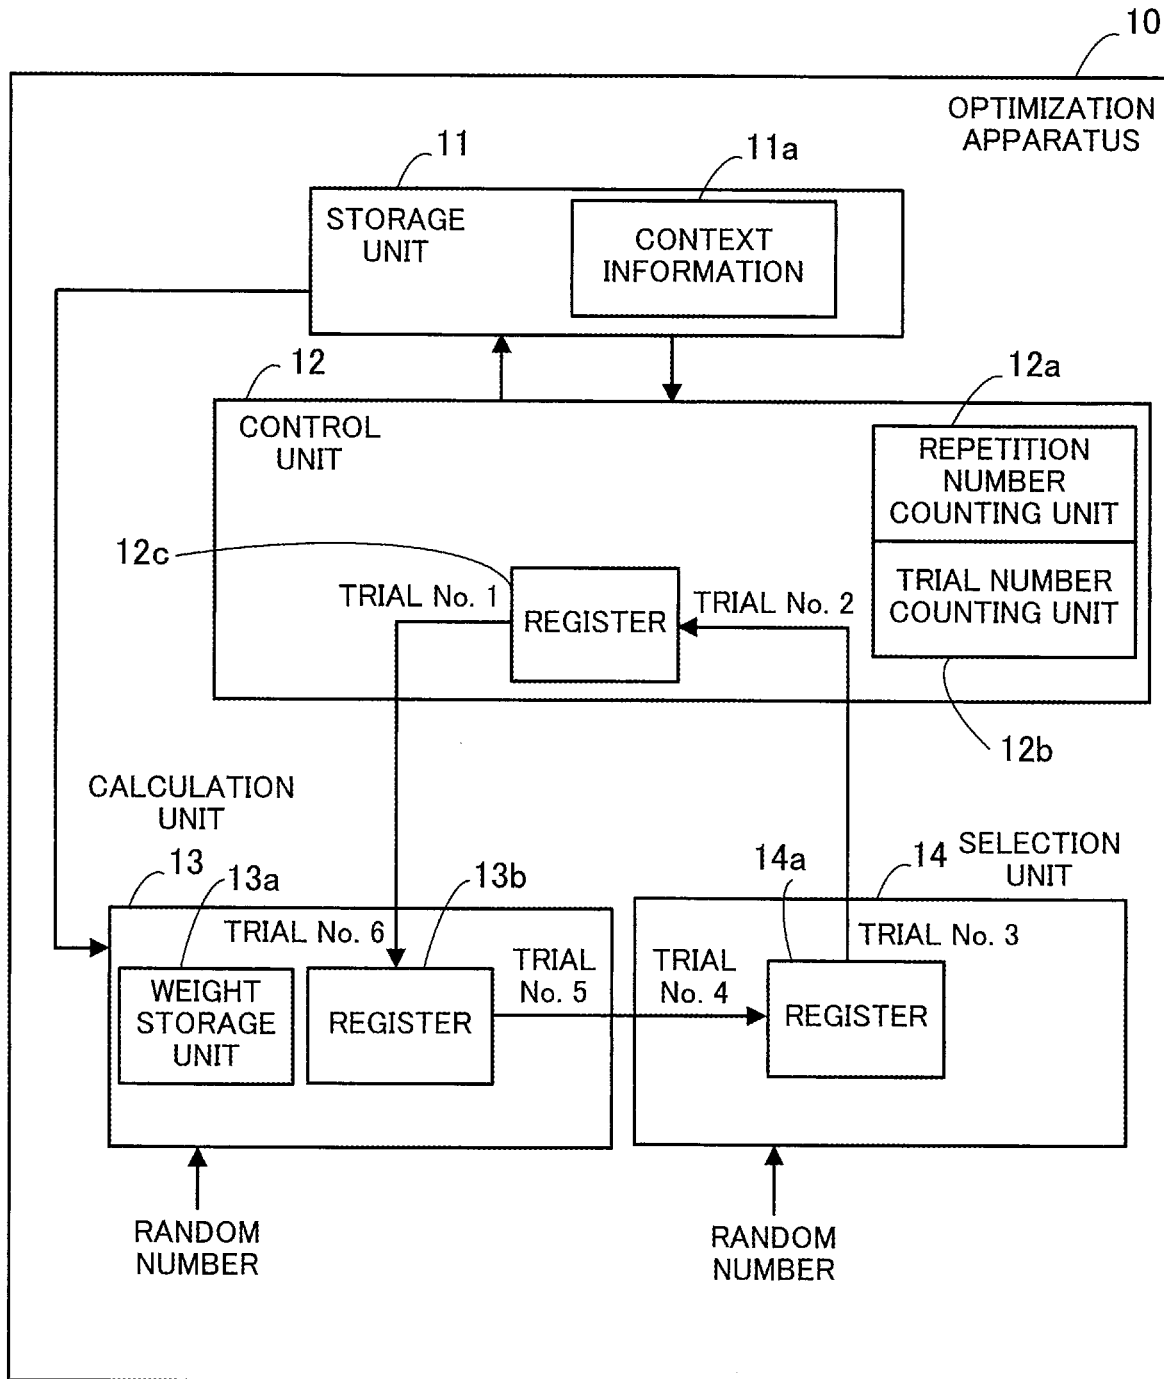 10
OPTIMIZATION
APPARATUS
11
11a
STORAGE
UNIT
CONTEXT
INFORMATION
12
12a
CONTROL
UNIT
REPETITION
NUMBER
COUNTING UNIT
12c
TRIAL No. 1
REGISTER
TRIAL No. 2
TRIAL NUMBER
COUNTING UNIT
12b
CALCULATION
UNIT
13
13a
13b
14a
14
SELECTION
UNIT
TRIAL No. 6
TRIAL No. 3
WEIGHT
STORAGE
UNIT
REGISTER
TRIAL
No. 5
TRIAL
No. 4
REGISTER
RANDOM
NUMBER
RANDOM
NUMBER